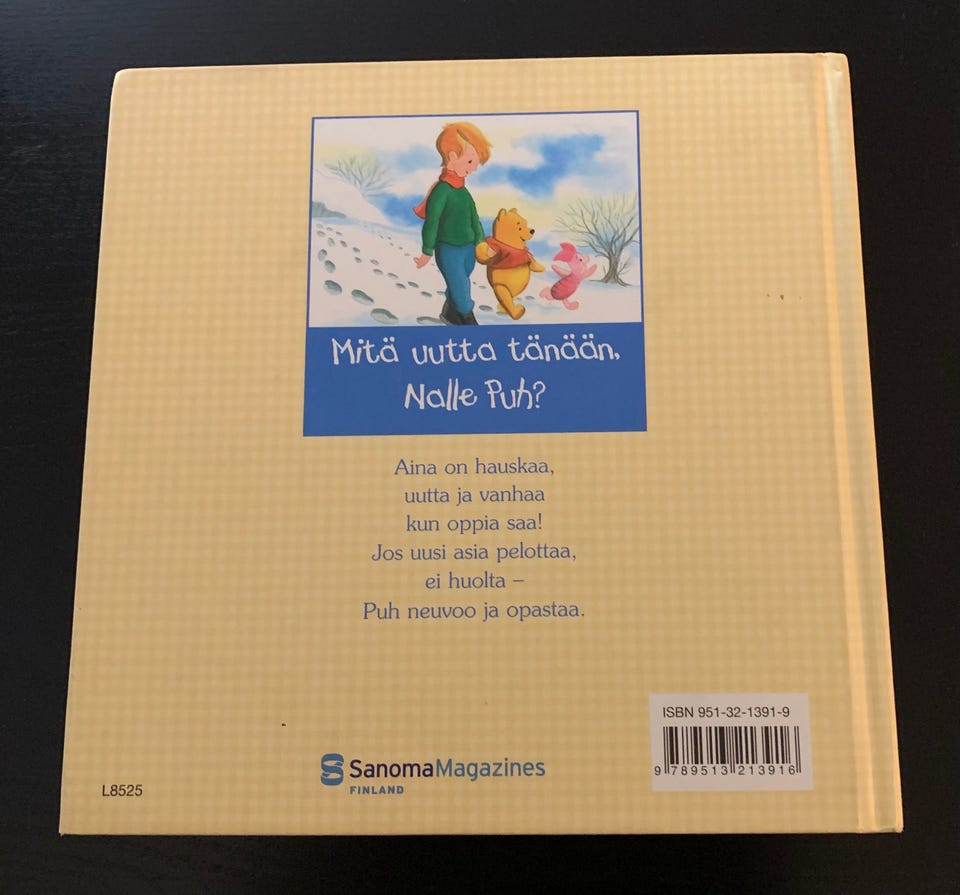 Mitä uutta tänään,
Nalle Puh?
Aina on hauskaa,
uutta ja vanhaa
kun oppia saa!
Jos uusi asia pelottaa,
ei huolta –
Puh neuvoo ja opastaa.
ISBN 951-32-1391-9
9 789513 213916
SanomaMagazines
FINLAND
L8525